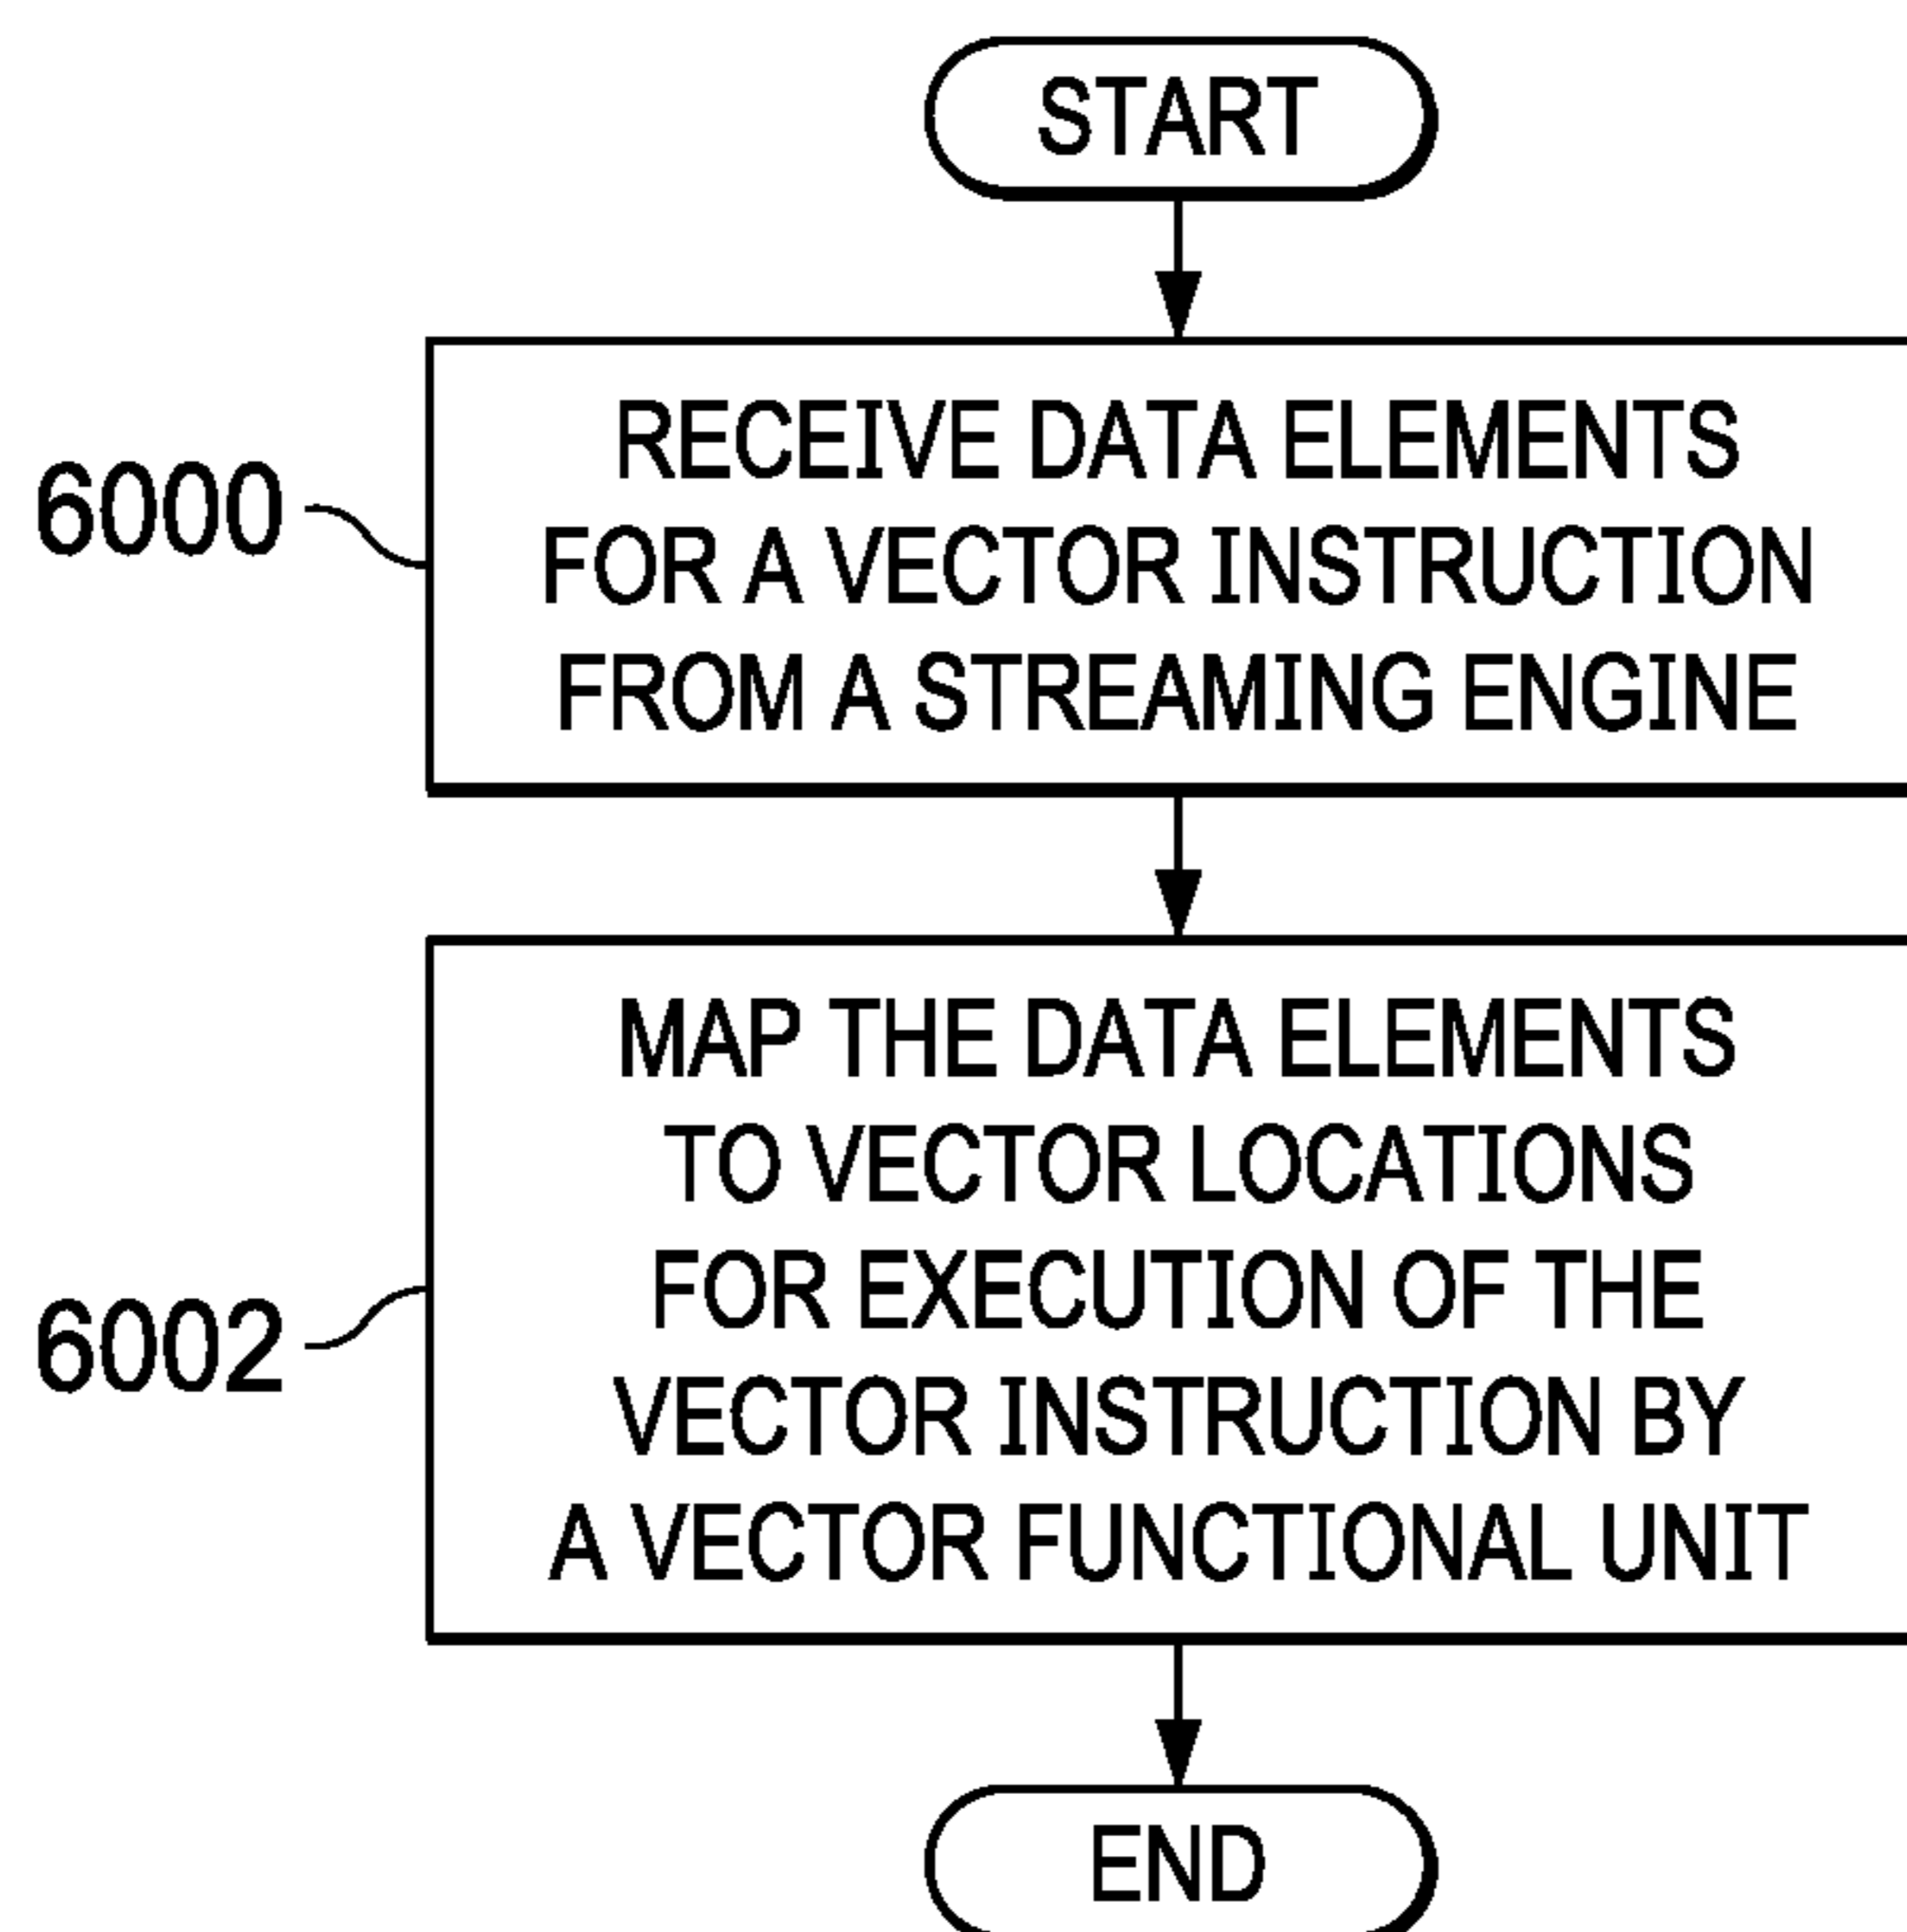 START
RECEIVE DATA ELEMENTS
FOR A VECTOR INSTRUCTION
FROM A STREAMING ENGINE
6000
MAP THE DATA ELEMENTS
TO VECTOR LOCATIONS
FOR EXECUTION OF THE
VECTOR INSTRUCTION BY
A VECTOR FUNCTIONAL UNIT
6002
END